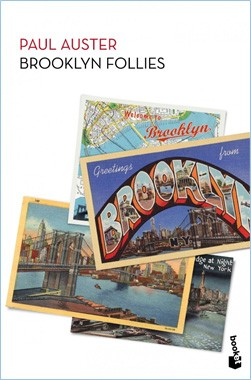 PAUL AUSTER
BROOKLYN FOLLIES
Welcome to
Brooklyn
Greetings
from
BROOKLYN
N.Y.
dge at Night
New York
booket